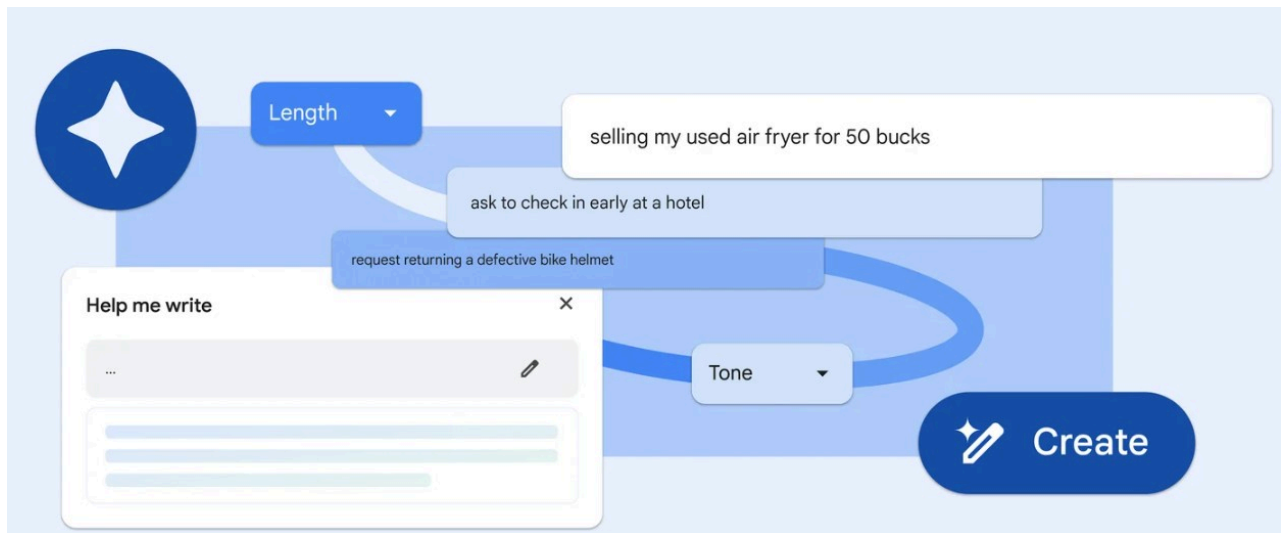 Length
selling my used air fryer for 50 bucks
ask to check in early at a hotel
request returning a defective bike helmet
Help me write
...
Tone
Create